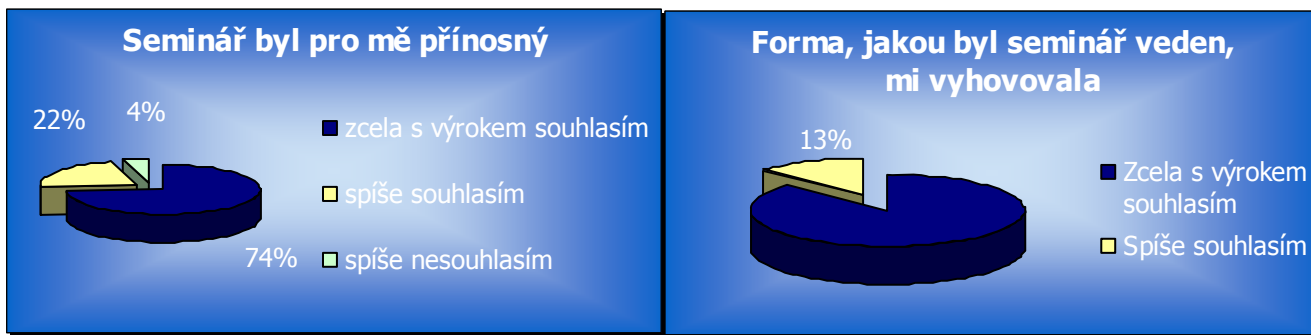 Seminář byl pro mě přínosný
22%
4%
zcela s výrokem souhlasím
spíše souhlasím
74%
spíše nesouhlasím
Forma, jakou byl seminář veden,
mi vyhovovala
13%
Zcela s výrokem
souhlasím
Spíše souhlasím